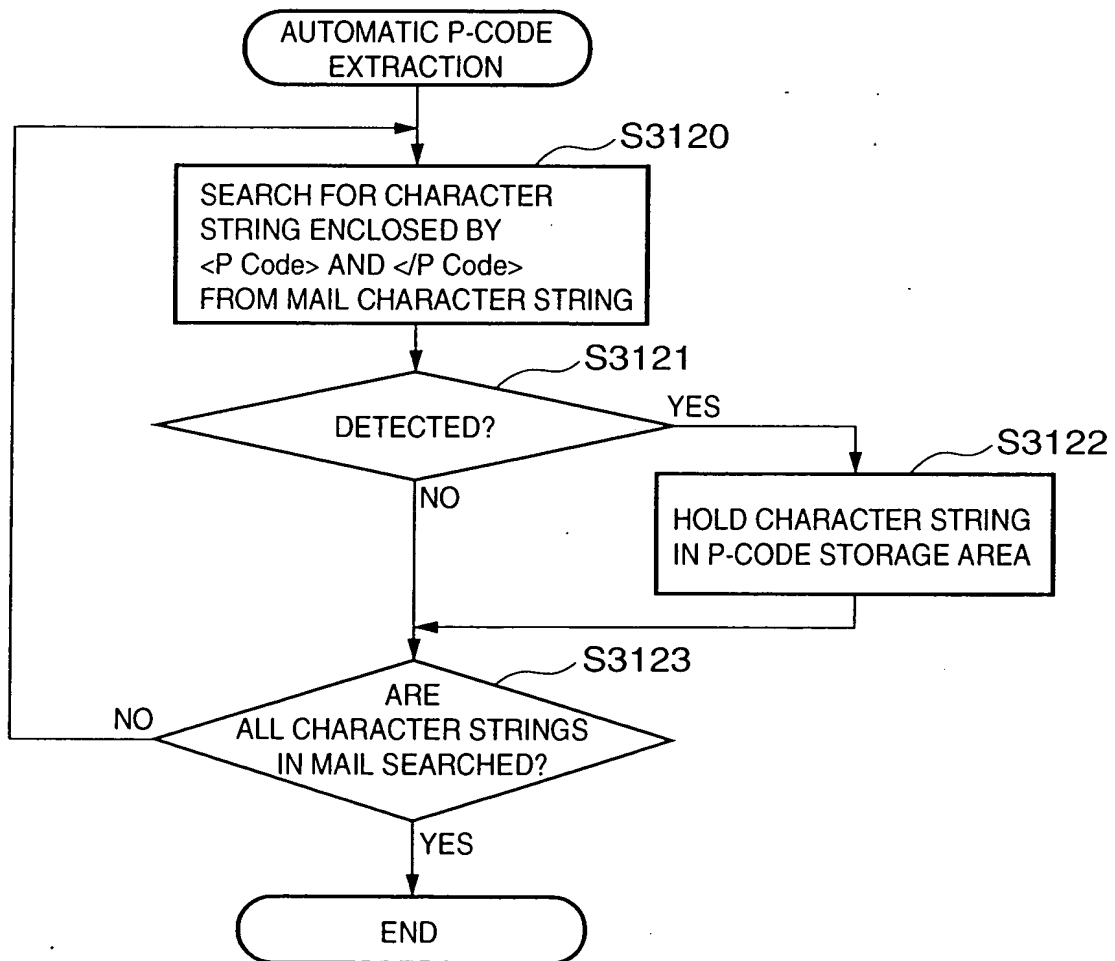 AUTOMATIC P-CODE
EXTRACTION
S3120
SEARCH FOR CHARACTER
STRING ENCLOSED BY
<P Code> AND </P Code>
FROM MAIL CHARACTER STRING
S3121
DETECTED?
YES
S3122
NO
HOLD CHARACTER STRING
IN P-CODE STORAGE AREA
S3123
ARE
ALL CHARACTER STRINGS
IN MAIL SEARCHED?
NO
YES
END